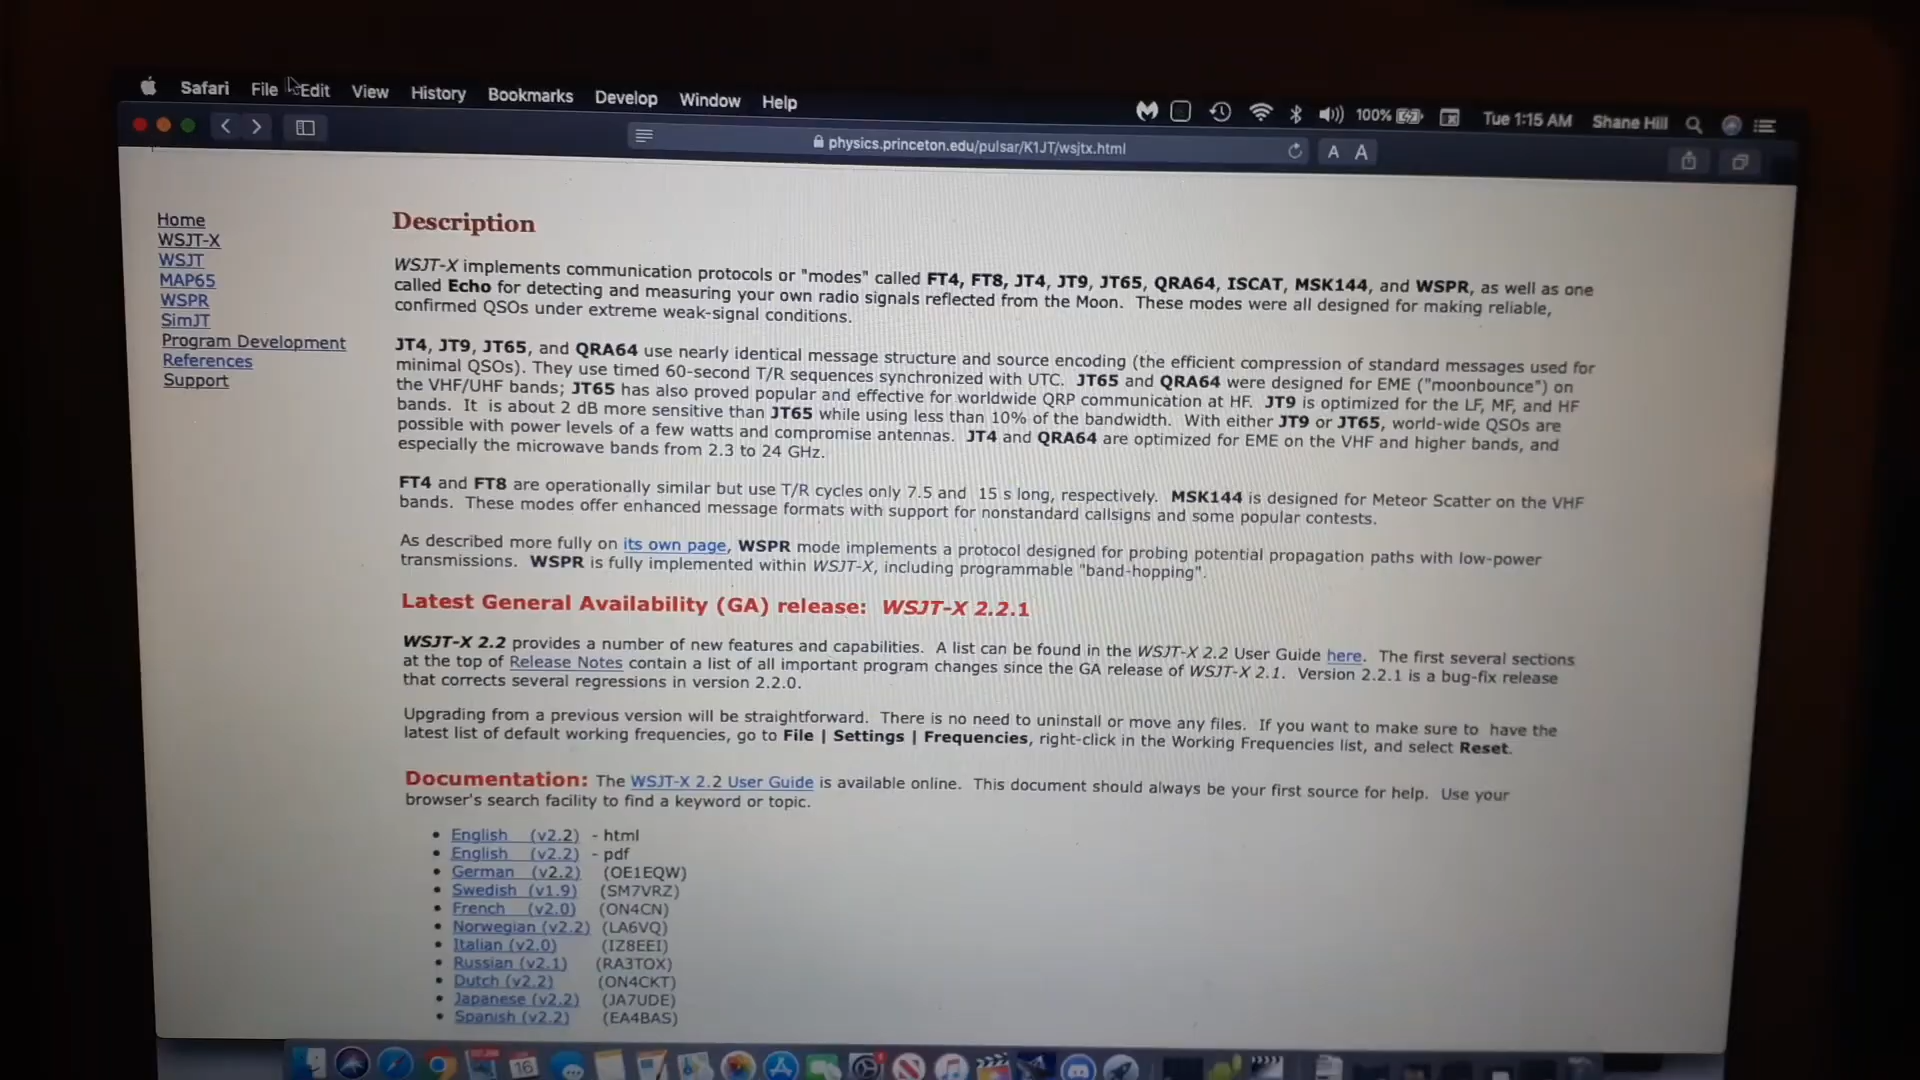 Safari File Edit View History Bookmarks Develop Window Help
100% Tue 1:15 AM Shane Hill
physics.princeton.edu/pulsar/K1JT/wsjtx.html
A A
Home
WSJT-X
WSJT
MAP65
WSPR
SimJT
Program Development
References
Support
Description
WSJT-X implements communication protocols or "modes" called FT4, FT8, JT4, JT9, JT65, QRA64, ISCAT, MSK144, and WSPR, as well as one
called Echo for detecting and measuring your own radio signals reflected from the Moon. These modes were all designed for making reliable,
confirmed QSOs under extreme weak-signal conditions.
JT4, JT9, JT65, and QRA64 use nearly identical message structure and source encoding (the efficient compression of standard messages used for
minimal QSOs). They use timed 60-second T/R sequences synchronized with UTC. JT65 and QRA64 were designed for EME ("moonbounce") on
the VHF/UHF bands; JT65 has also proved popular and effective for worldwide QRP communication at HF. JT9 is optimized for the LF, MF, and HF
bands. It is about 2 dB more sensitive than JT65 while using less than 10% of the bandwidth. With either JT9 or JT65, world-wide QSOs are
possible with power levels of a few watts and compromise antennas. JT4 and QRA64 are optimized for EME on the VHF and higher bands, and
especially the microwave bands from 2.3 to 24 GHz.
FT4 and FT8 are operationally similar but use T/R cycles only 7.5 and 15 s long, respectively. MSK144 is designed for Meteor Scatter on the VHF
bands. These modes offer enhanced message formats with support for nonstandard callsigns and some popular contests.
As described more fully on its own page, WSPR mode implements a protocol designed for probing potential propagation paths with low-power
transmissions. WSPR is fully implemented within WSJT-X, including programmable "band-hopping".
Latest General Availability (GA) release: WSJT-X 2.2.1
WSJT-X 2.2 provides a number of new features and capabilities. A list can be found in the WSJT-X 2.2 User Guide here. The first several sections
at the top of Release Notes contain a list of all important program changes since the GA release of WSJT-X 2.1. Version 2.2.1 is a bug-fix release
that corrects several regressions in version 2.2.0.
Upgrading from a previous version will be straightforward. There is no need to uninstall or move any files. If you want to make sure to have the
latest list of default working frequencies, go to File | Settings | Frequencies, right-click in the Working Frequencies list, and select Reset.
Documentation: The WSJT-X 2.2 User Guide is available online. This document should always be your first source for help. Use your
browser's search facility to find a keyword or topic.
• English (v2.2) - html
• English (v2.2) - pdf
• German (v2.2) (OE1EQW)
• Swedish (v1.9) (SM7VRZ)
• French (v2.0) (ON4CN)
• Norwegian (v2.2) (LA6VQ)
• Italian (v2.0) (IZ8EEI)
• Russian (v2.1) (RA3TOX)
• Dutch (v2.2) (ON4CKT)
• Japanese (v2.2) (JA7UDE)
• Spanish (v2.2) (EA4BAS)
16